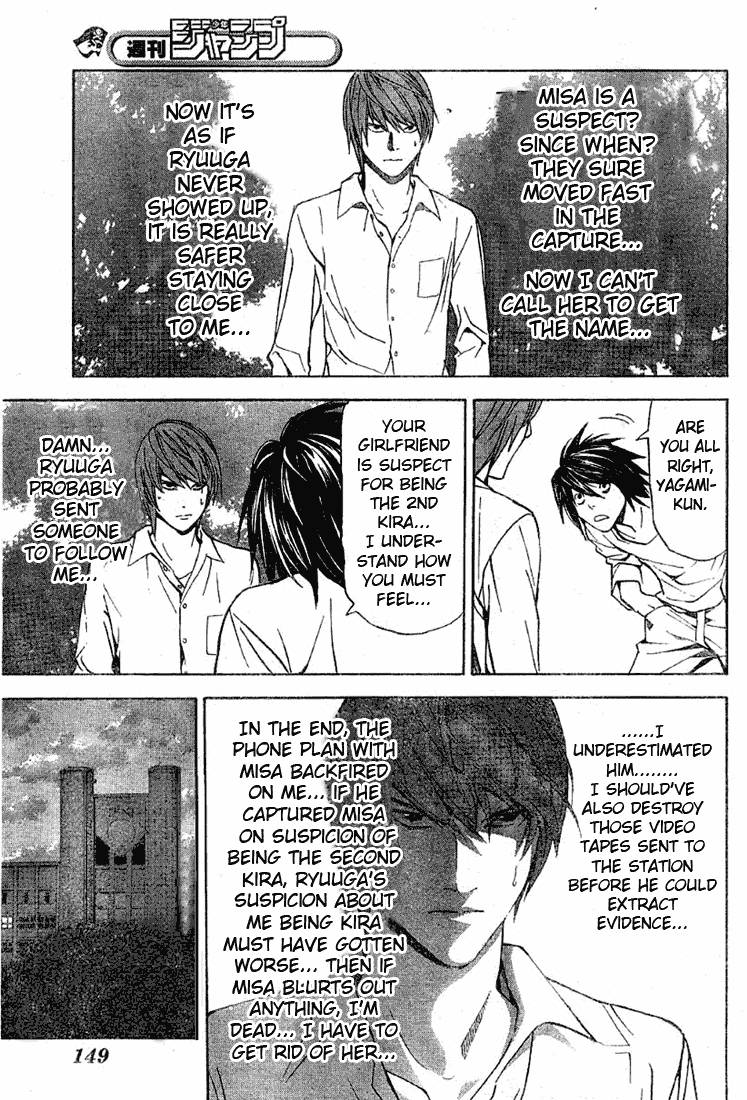 週刊
少年
ジャンプ
MISA IS A
SUSPECT?
SINCE WHEN?
THEY SURE
MOVED FAST
IN THE
CAPTURE...
NOW I CAN'T
CALL HER TO GET
THE NAME...
NOW IT'S
AS IF
RYUUGA
NEVER
SHOWED UP,
IT IS REALLY
SAFER
STAYING
CLOSE
TO ME...
ARE
YOU ALL
RIGHT,
YAGAMI-
KUN.
YOUR
GIRLFRIEND
IS SUSPECT
FOR BEING
THE 2ND
KIRA...
I UNDER-
STAND HOW
YOU MUST
FEEL...
DAMN...
RYUUGA
PROBABLY
SENT
SOMEONE
TO FOLLOW
ME...
......I
UNDERESTIMATED
HIM........
I SHOULD'VE
ALSO DESTROY
THOSE VIDEO
TAPES SENT TO
THE STATION
BEFORE HE COULD
EXTRACT
EVIDENCE...
IN THE END, THE
PHONE PLAN WITH
MISA BACKFIRED
ON ME... IF HE
CAPTURED MISA
ON SUSPICION OF
BEING THE SECOND
KIRA, RYUUGA'S
SUSPICION ABOUT
ME BEING KIRA
MUST HAVE GOTTEN
WORSE... THEN IF
MISA BLURTS OUT
ANYTHING, I'M
DEAD... I HAVE TO
GET RID OF HER...
149